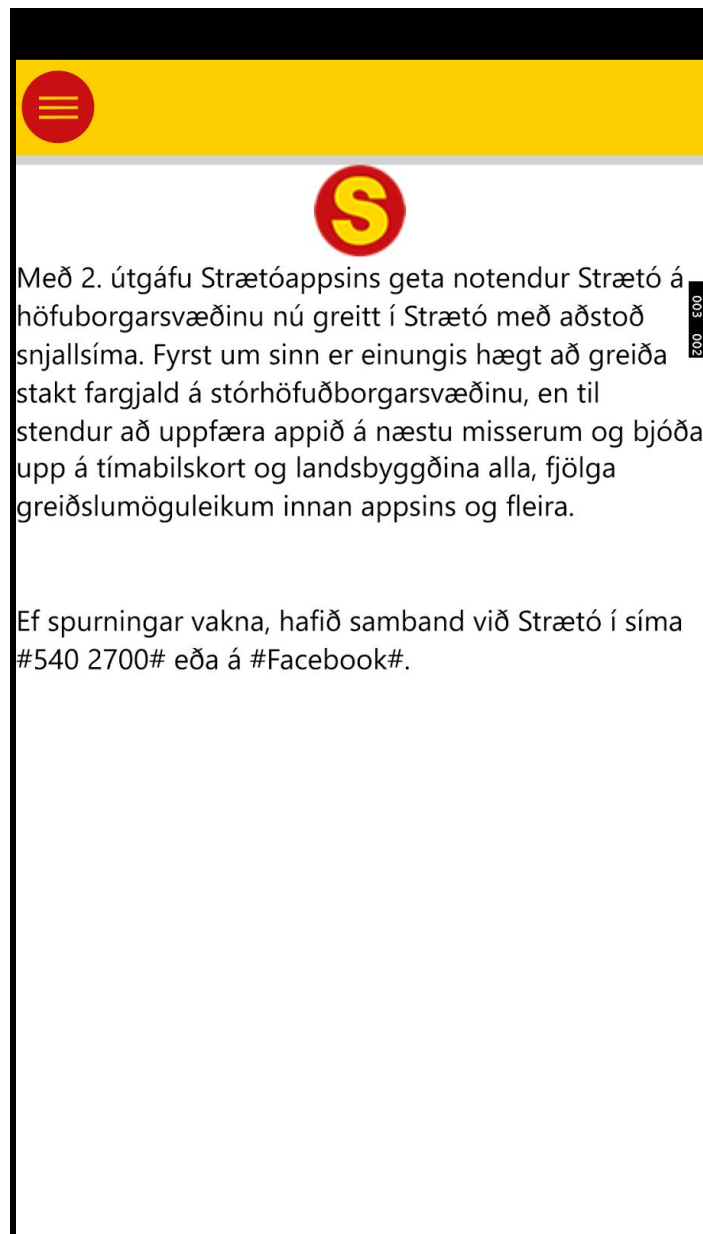 S
Með 2. útgáfu Strætóappsins geta notendur Strætó á
höfuborgarsvæðinu nú greitt í Strætó með aðstoð
snjallsíma. Fyrst um sinn er einungis hægt að greiða
stakt fargjald á stórhöfuðborgarsvæðinu, en til
stendur að uppfæra appið á næstu misserum og bjóða
upp á tímabilskort og landsbyggðina alla, fjölga
greiðslumöguleikum innan appsins og fleira.
Ef spurningar vakna, hafið samband við Strætó í síma
#540 2700# eða á #Facebook#.
003 002